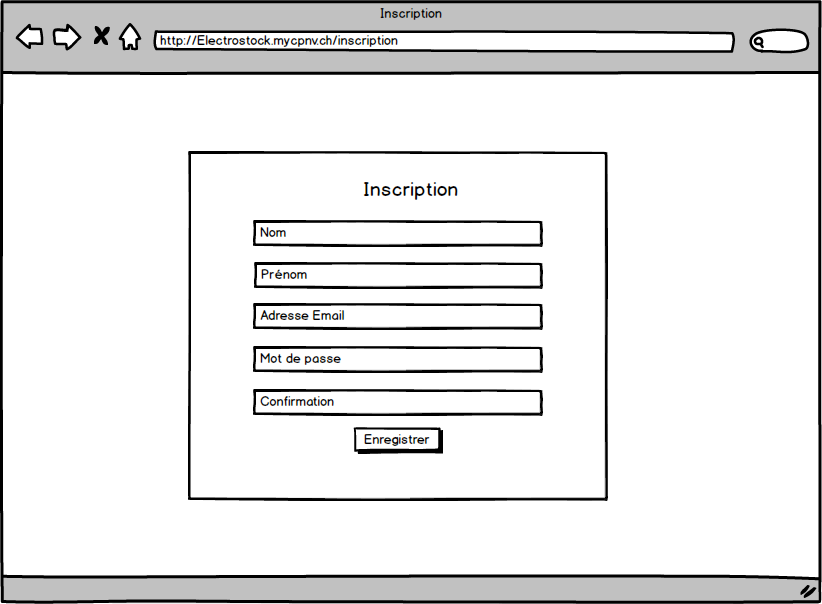 Inscription
http://Electrostock.mycpnv.ch/inscription
Inscription
Nom
Prénom
Adresse Email
Mot de passe
Confirmation
Enregistrer